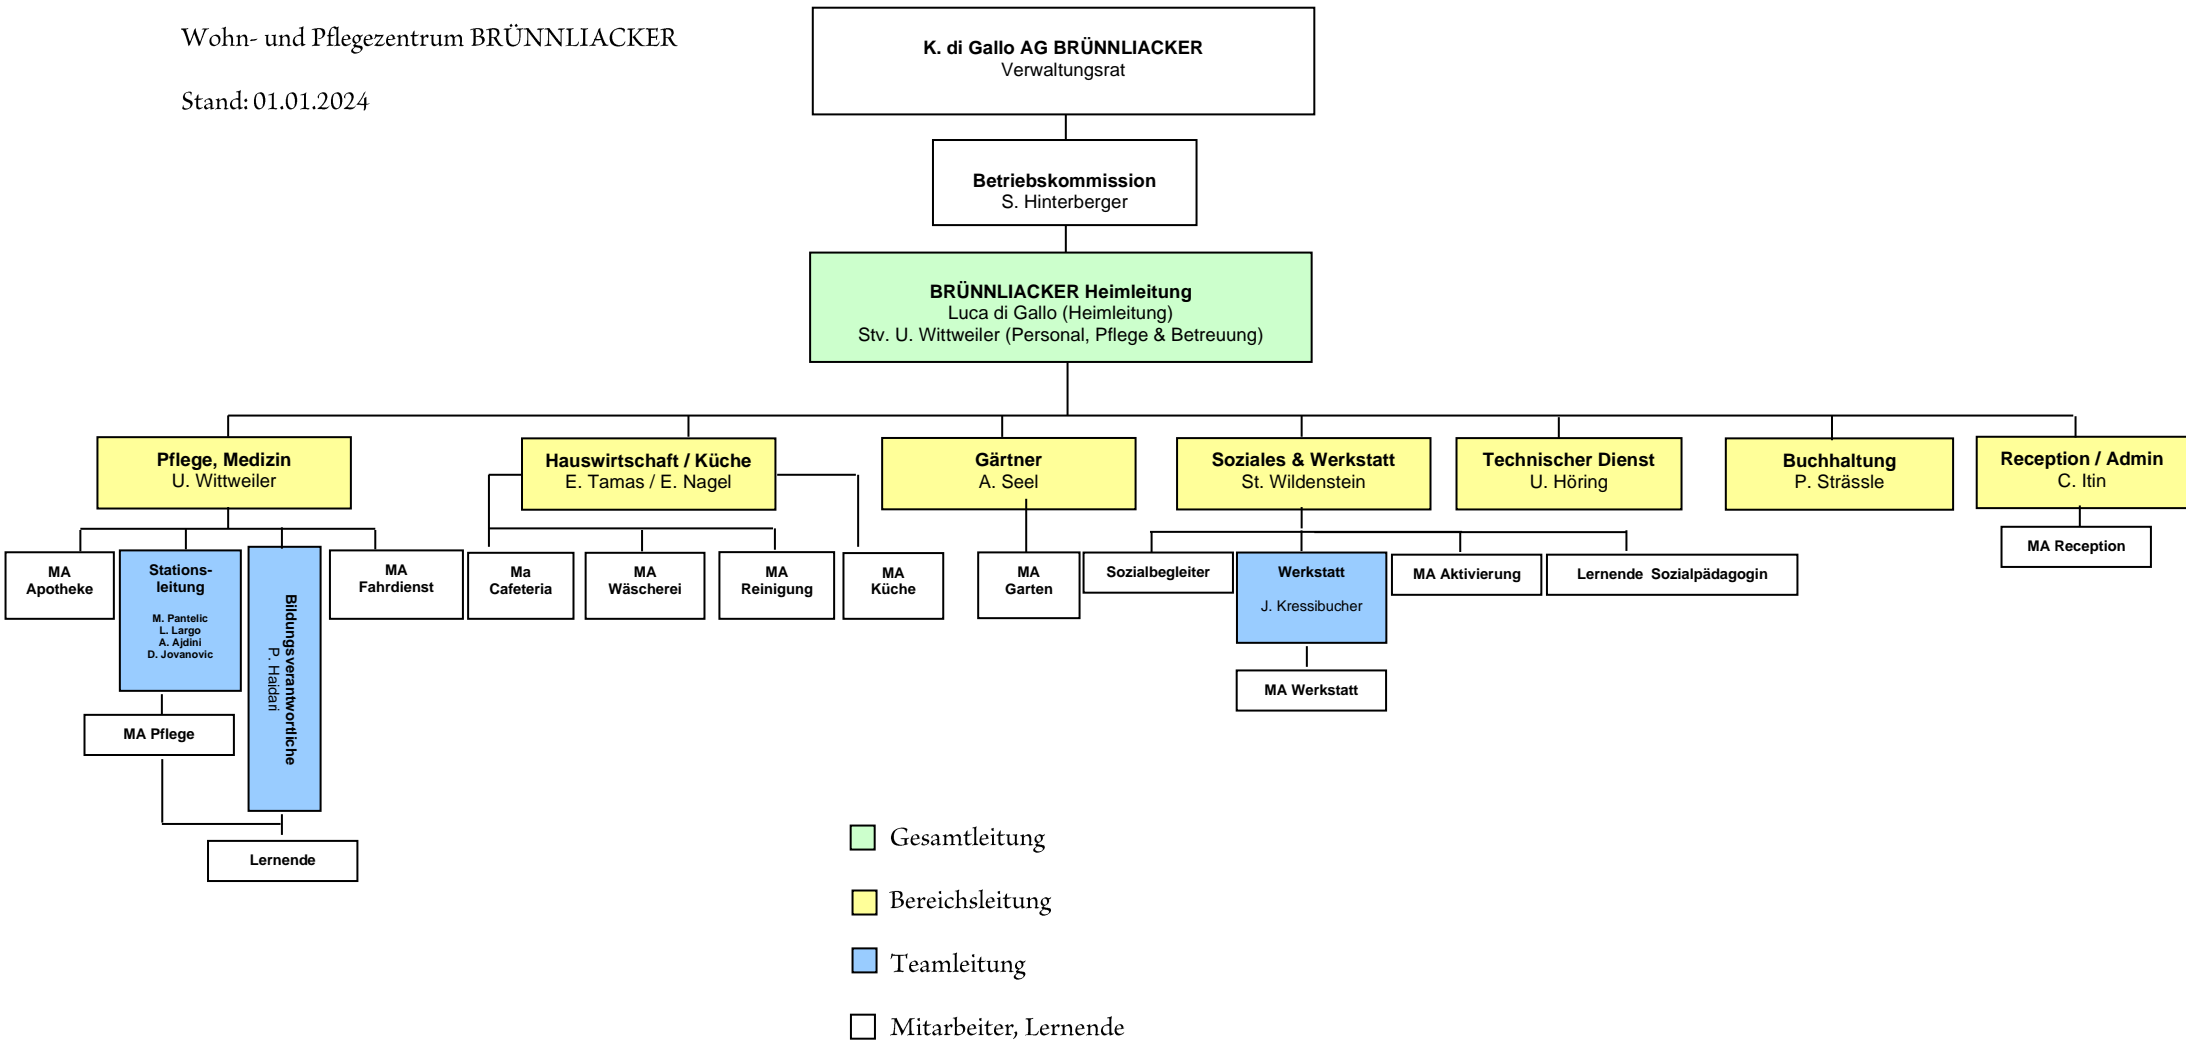 Wohn- und Pflegezentrum BRÜNNLIACKER
Stand: 01.01.2024
K. di Gallo AG BRÜNNLIACKER
Verwaltungsrat
Betriebskommission
S. Hinterberger
BRÜNNLIACKER Heimleitung
Luca di Gallo (Heimleitung)
Stv. U. Wittweiler (Personal, Pflege & Betreuung)
Pflege, Medizin
U. Wittweiler
Hauswirtschaft / Küche
E. Tamas / E. Nagel
Gärtner
A. Seel
Soziales & Werkstatt
St. Wildenstein
Technischer Dienst
U. Höring
Buchhaltung
P. Strässle
Reception / Admin
C. Itin
MA
Apotheke
Stations-
leitung
M. Pantelic
L. Largo
A. Ajdini
D. Jovanovic
Bildungsverantwortliche
P. Haidari
MA
Fahrdienst
Ma
Cafeteria
MA
Wäscherei
MA
Reinigung
MA
Küche
MA
Garten
Sozialbegleiter
Werkstatt
J. Kressibucher
MA Aktivierung
Lernende Sozialpädagogin
MA Reception
MA Pflege
MA Werkstatt
Lernende
Gesamtleitung
Bereichsleitung
Teamleitung
Mitarbeiter, Lernende